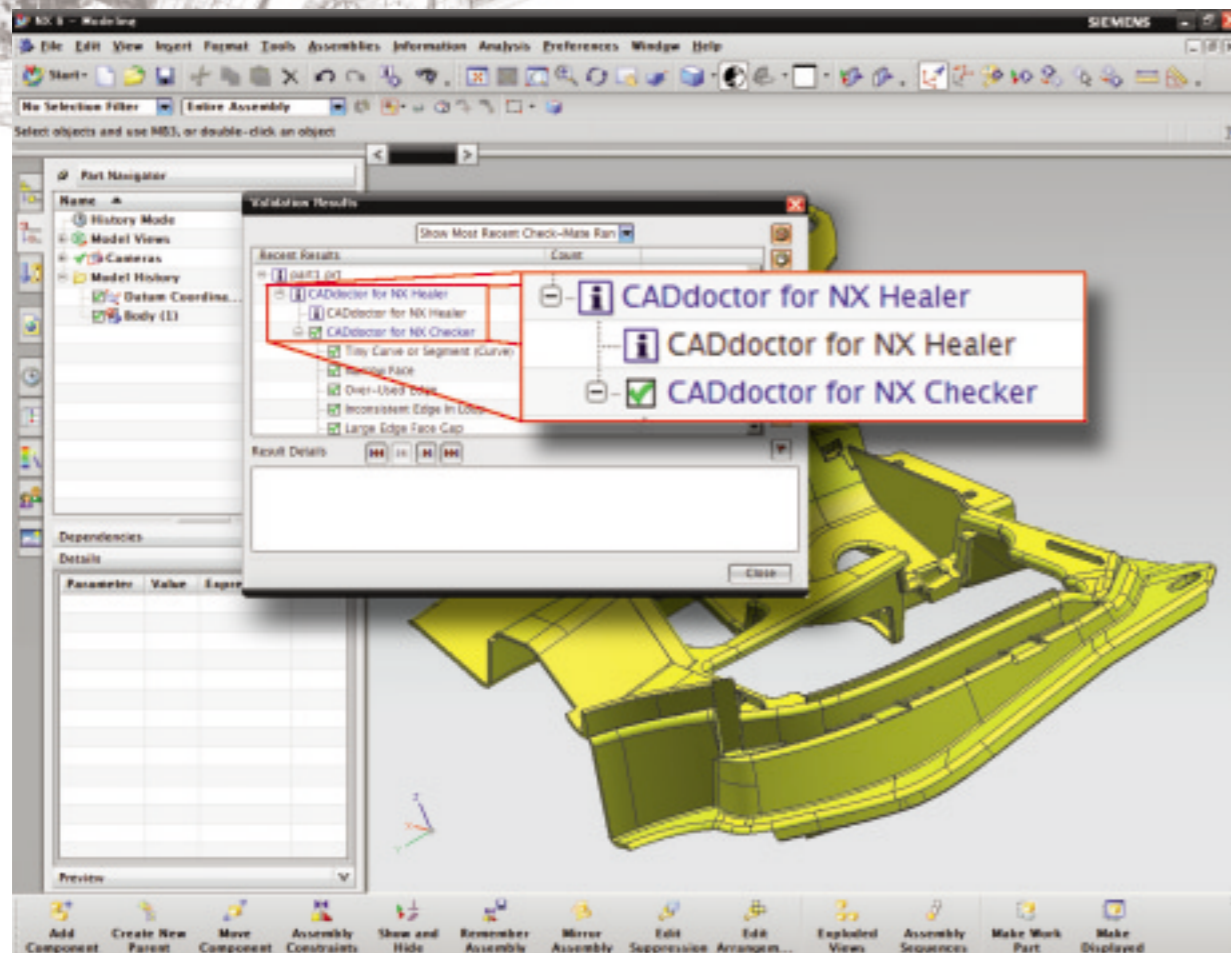 NX 8 - Modeling
SIEMENS
File Edit View Insert Format Tools Assemblies Information Analysis Preferences Window Help
Start
No Selection Filter
Entire Assembly
Select objects and use MB3, or double-click an object
Part Navigator
Name
History Mode
Model Views
Cameras
Model History
Datum Coordina...
Body (1)
Dependencies
Details
Parameter Value Expre
Preview
Validation Results
Show Most Recent Check-Mate Run
Recent Results Count
part1.prt
CADdoctor for NX Healer
CADdoctor for NX Healer
CADdoctor for NX Checker
Tiny Curve or Segment (Curve)
Narrow Face
Over-Used Edge
Inconsistent Edge In Loop
Large Edge Face Gap
Result Details
Close
CADdoctor for NX Healer
CADdoctor for NX Healer
CADdoctor for NX Checker
Z
X
Y
Add Component
Create New Parent
Move Component
Assembly Constraints
Show and Hide
Remember Assembly
Mirror Assembly
Edit Suppression
Edit Arrangem...
Exploded Views
Assembly Sequences
Make Work Part
Make Displayed